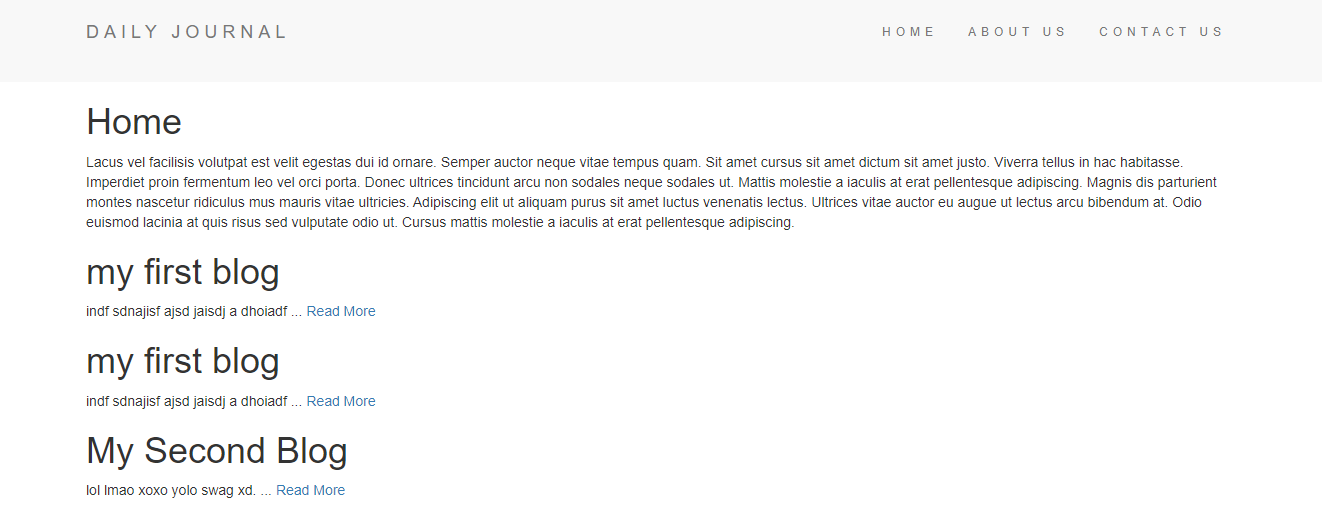 DAILY JOURNAL
HOME ABOUT US CONTACT US
Home
Lacus vel facilisis volutpat est velit egestas dui id ornare. Semper auctor neque vitae tempus quam. Sit amet cursus sit amet dictum sit amet justo. Viverra tellus in hac habitasse.
Imperdiet proin fermentum leo vel orci porta. Donec ultrices tincidunt arcu non sodales neque sodales ut. Mattis molestie a iaculis at erat pellentesque adipiscing. Magnis dis parturient
montes nascetur ridiculus mus mauris vitae ultricies. Adipiscing elit ut aliquam purus sit amet luctus venenatis lectus. Ultrices vitae auctor eu augue ut lectus arcu bibendum at. Odio
euismod lacinia at quis risus sed vulputate odio ut. Cursus mattis molestie a iaculis at erat pellentesque adipiscing.
my first blog
indf sdnajisf ajsd jaisdj a dhoiadf ... Read More
my first blog
indf sdnajisf ajsd jaisdj a dhoiadf ... Read More
My Second Blog
lol lmao xoxo yolo swag xd. ... Read More